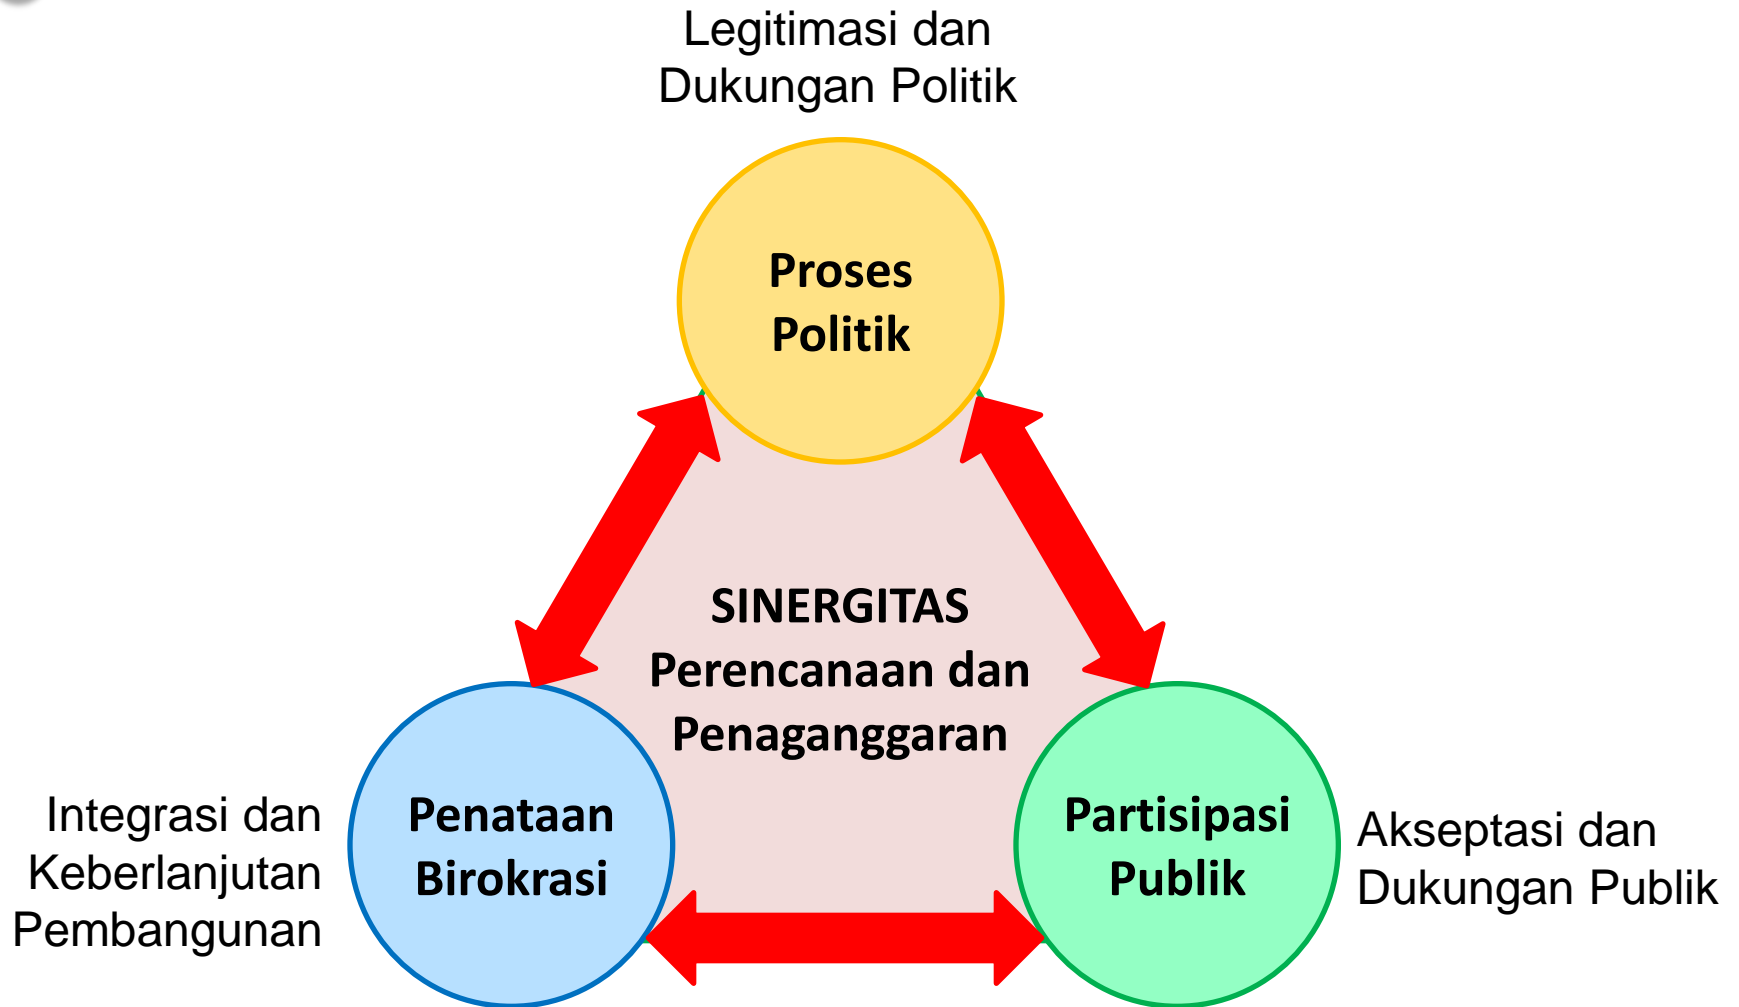 Legitimasi dan
Dukungan Politik
Proses
Politik
SINERGITAS
Perencanaan dan
Penaganggaran
Integrasi dan
Keberlanjutan
Pembangunan
Penataan
Birokrasi
Partisipasi
Publik
Akseptasi dan
Dukungan Publik